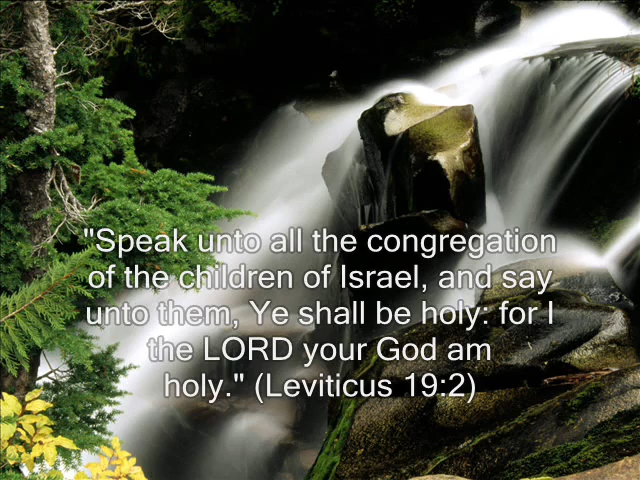 "Speak unto all the congregation
of the children of Israel, and say
unto them, Ye shall be holy: for I
the LORD your God am
holy." (Leviticus 19:2)